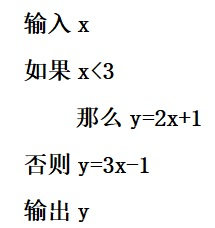 输入 x
如果 x<3
那么 y=2x+1
否则 y=3x-1
输出 y